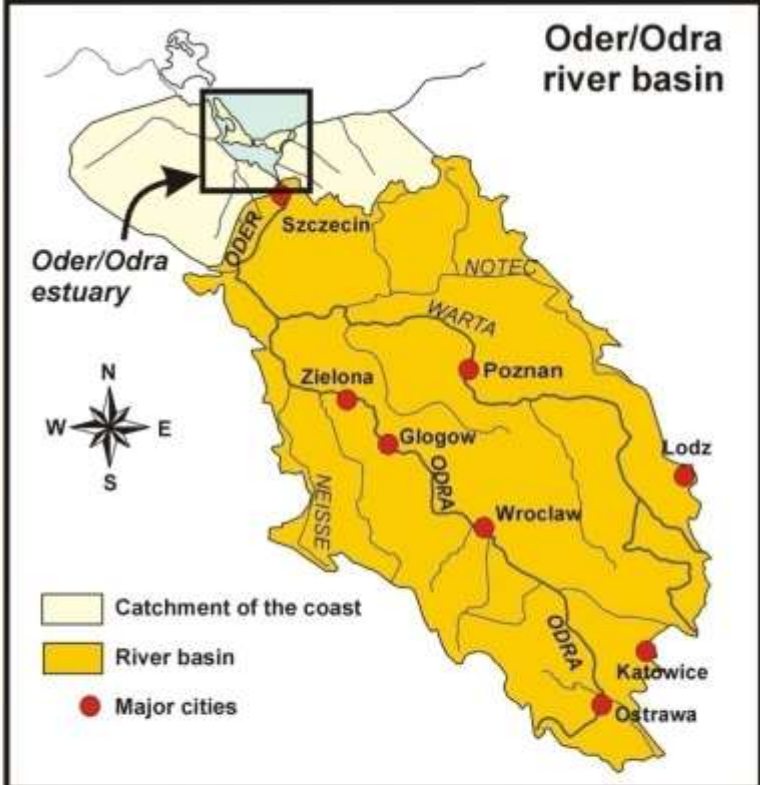 Oder/Odra
river basin
Szczecin
ODER
Oder/Odra
estuary
NOTEC
WARTA
Poznan
Zielona
N
W
E
S
Glogow
Lodz
ODRA
NEISSE
Wroclaw
Catchment of the coast
River basin
Major cities
ODRA
Katowice
Ostrawa